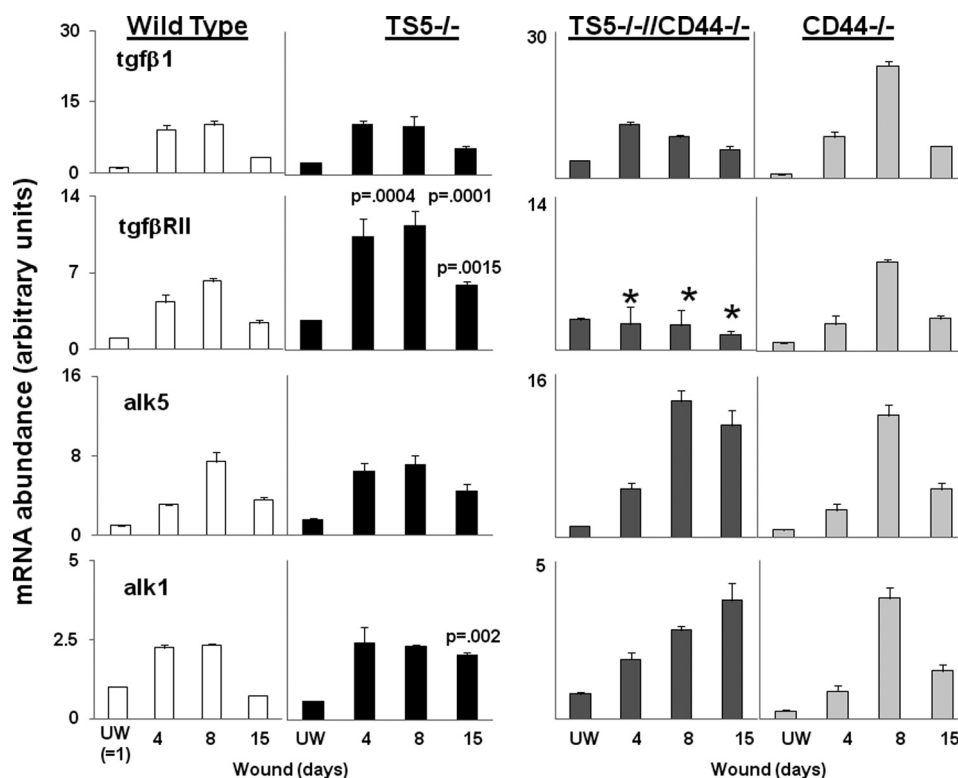 Wild Type TS5-/- TS5-/-//CD44-/- CD44-/-
30 30
tgfβ1
15
0
mRNA abundance (arbitrary units)
14 p=.0004 p=.0001 14
tgfβRII
7 p=.0015 * * *
0
16 16
alk5
8
0
5 5
alk1
2.5 p=.002
0
UW 4 8 15 UW 4 8 15 UW 4 8 15 UW 4 8 15
(=1)
Wound (days) Wound (days)